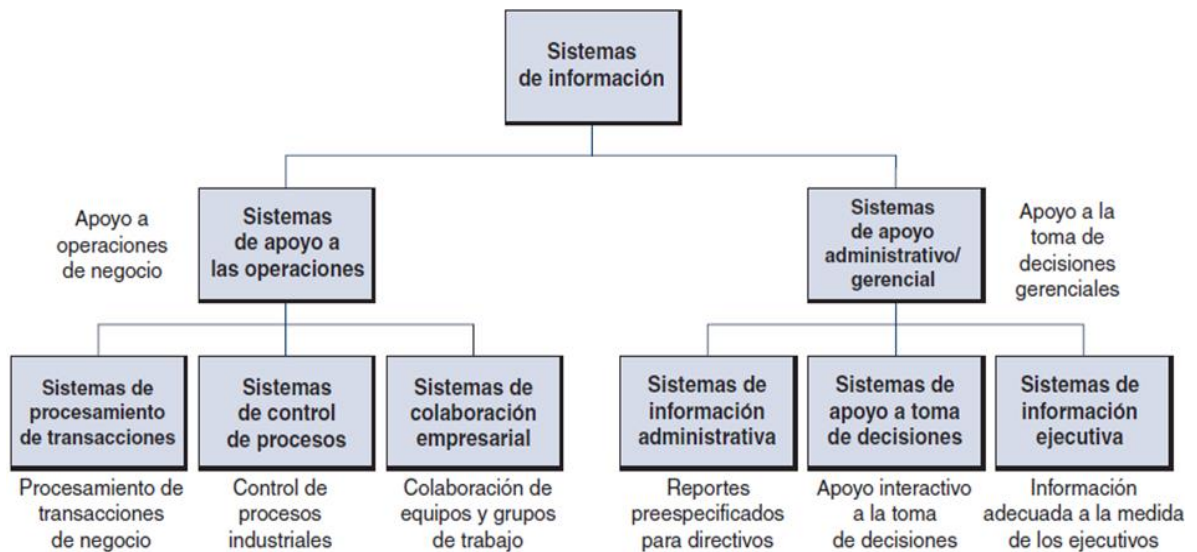 Sistemas
de información
Apoyo a
operaciones
de negocio
Sistemas
de apoyo a
las operaciones
Sistemas
de apoyo
administrativo/
gerencial
Apoyo a la
toma de
decisiones
gerenciales
Sistemas de
procesamiento
de transacciones
Sistemas
de control
de procesos
Sistemas de
colaboración
empresarial
Sistemas de
información
administrativa
Sistemas de
apoyo a toma
de decisiones
Sistemas de
información
ejecutiva
Procesamiento de
transacciones
de negocio
Control de
procesos
industriales
Colaboración de
equipos y grupos
de trabajo
Reportes
preespecificados
para directivos
Apoyo interactivo
a la toma
de decisiones
Información
adecuada a la medida
de los ejecutivos